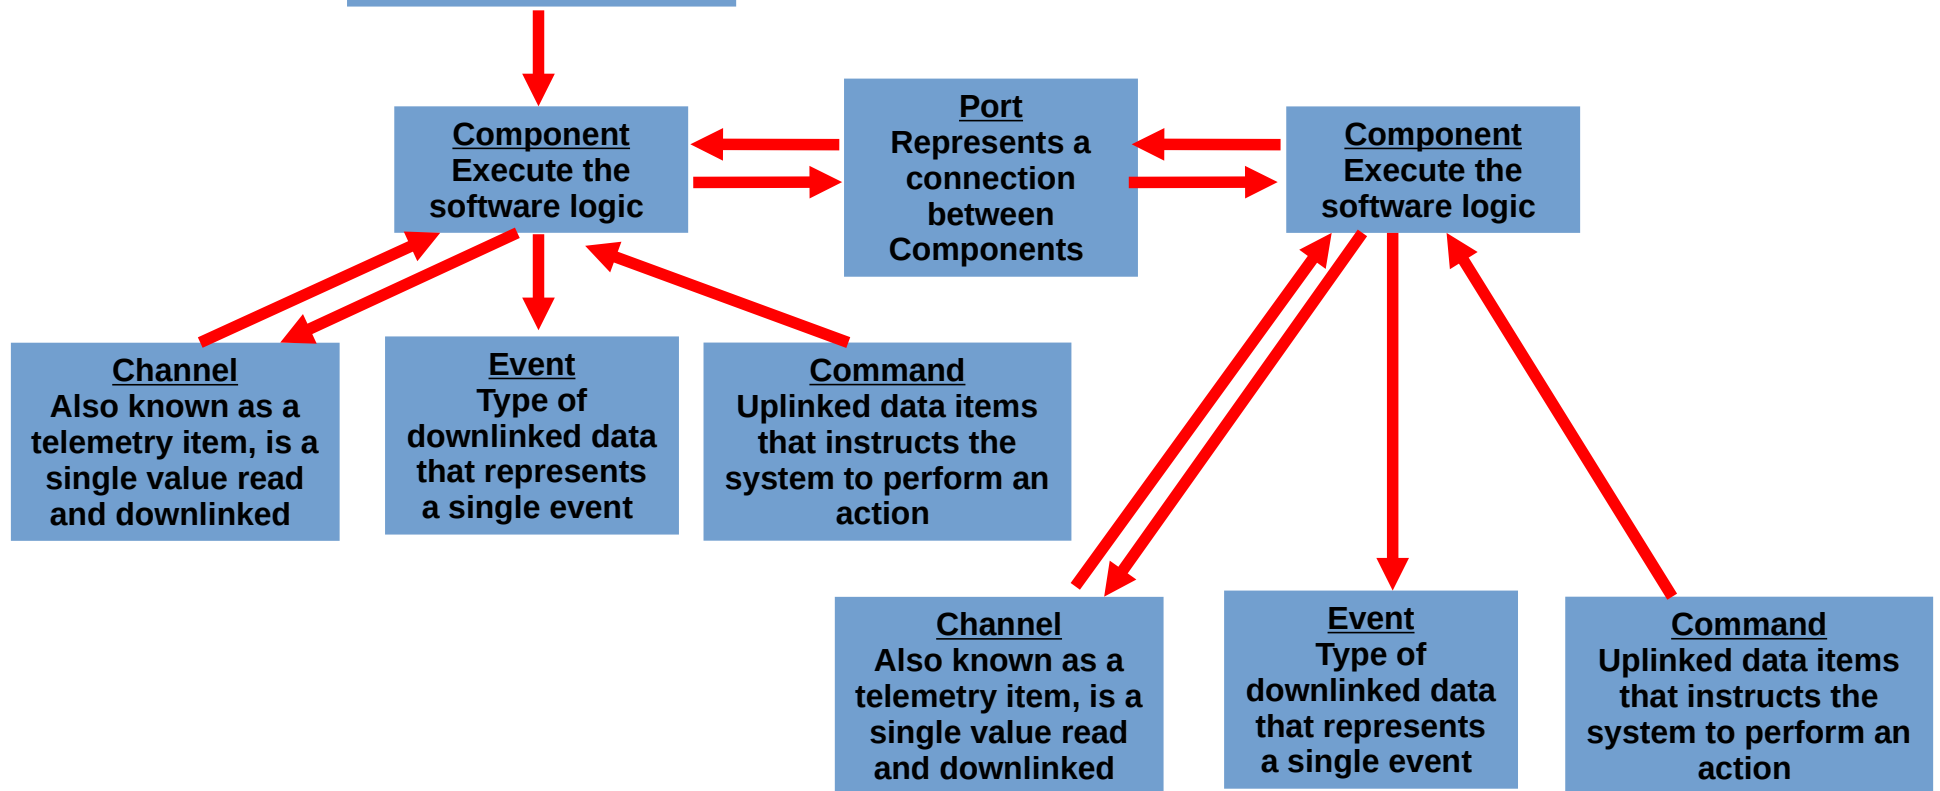 Component
Execute the
software logic
Port
Represents a
connection
between
Components
Component
Execute the
software logic
Channel
Also known as a
telemetry item, is a
single value read
and downlinked
Event
Type of
downlinked data
that represents
a single event
Command
Uplinked data items
that instructs the
system to perform an
action
Channel
Also known as a
telemetry item, is a
single value read
and downlinked
Event
Type of
downlinked data
that represents
a single event
Command
Uplinked data items
that instructs the
system to perform an
action